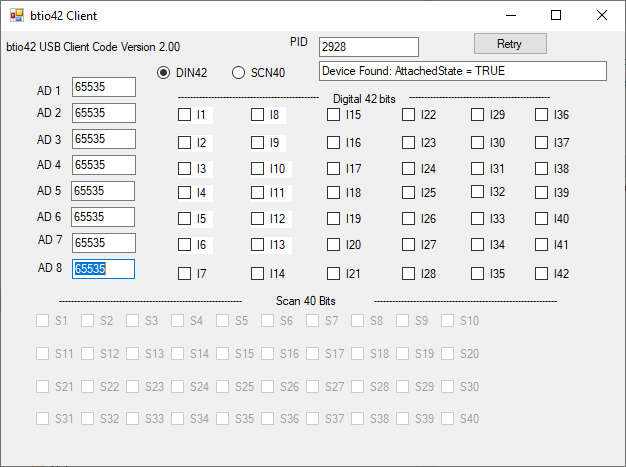 btio42 Client
btio42 USB Client Code Version 2.00
PID 2928 Retry
DIN42 SCN40 Device Found: AttachedState = TRUE
Digital 42 bits
AD 1 65535
AD 2 65535
AD 3 65535
AD 4 65535
AD 5 65535
AD 6 65535
AD 7 65535
AD 8 65535
I1 I8 I15 I22 I29 I36
I2 I9 I16 I23 I30 I37
I3 I10 I17 I24 I31 I38
I4 I11 I18 I25 I32 I39
I5 I12 I19 I26 I33 I40
I6 I13 I20 I27 I34 I41
I7 I14 I21 I28 I35 I42
Scan 40 Bits
S1 S2 S3 S4 S5 S6 S7 S8 S9 S10
S11 S12 S13 S14 S15 S16 S17 S18 S19 S20
S21 S22 S23 S24 S25 S26 S27 S28 S29 S30
S31 S32 S33 S34 S35 S36 S37 S38 S39 S40